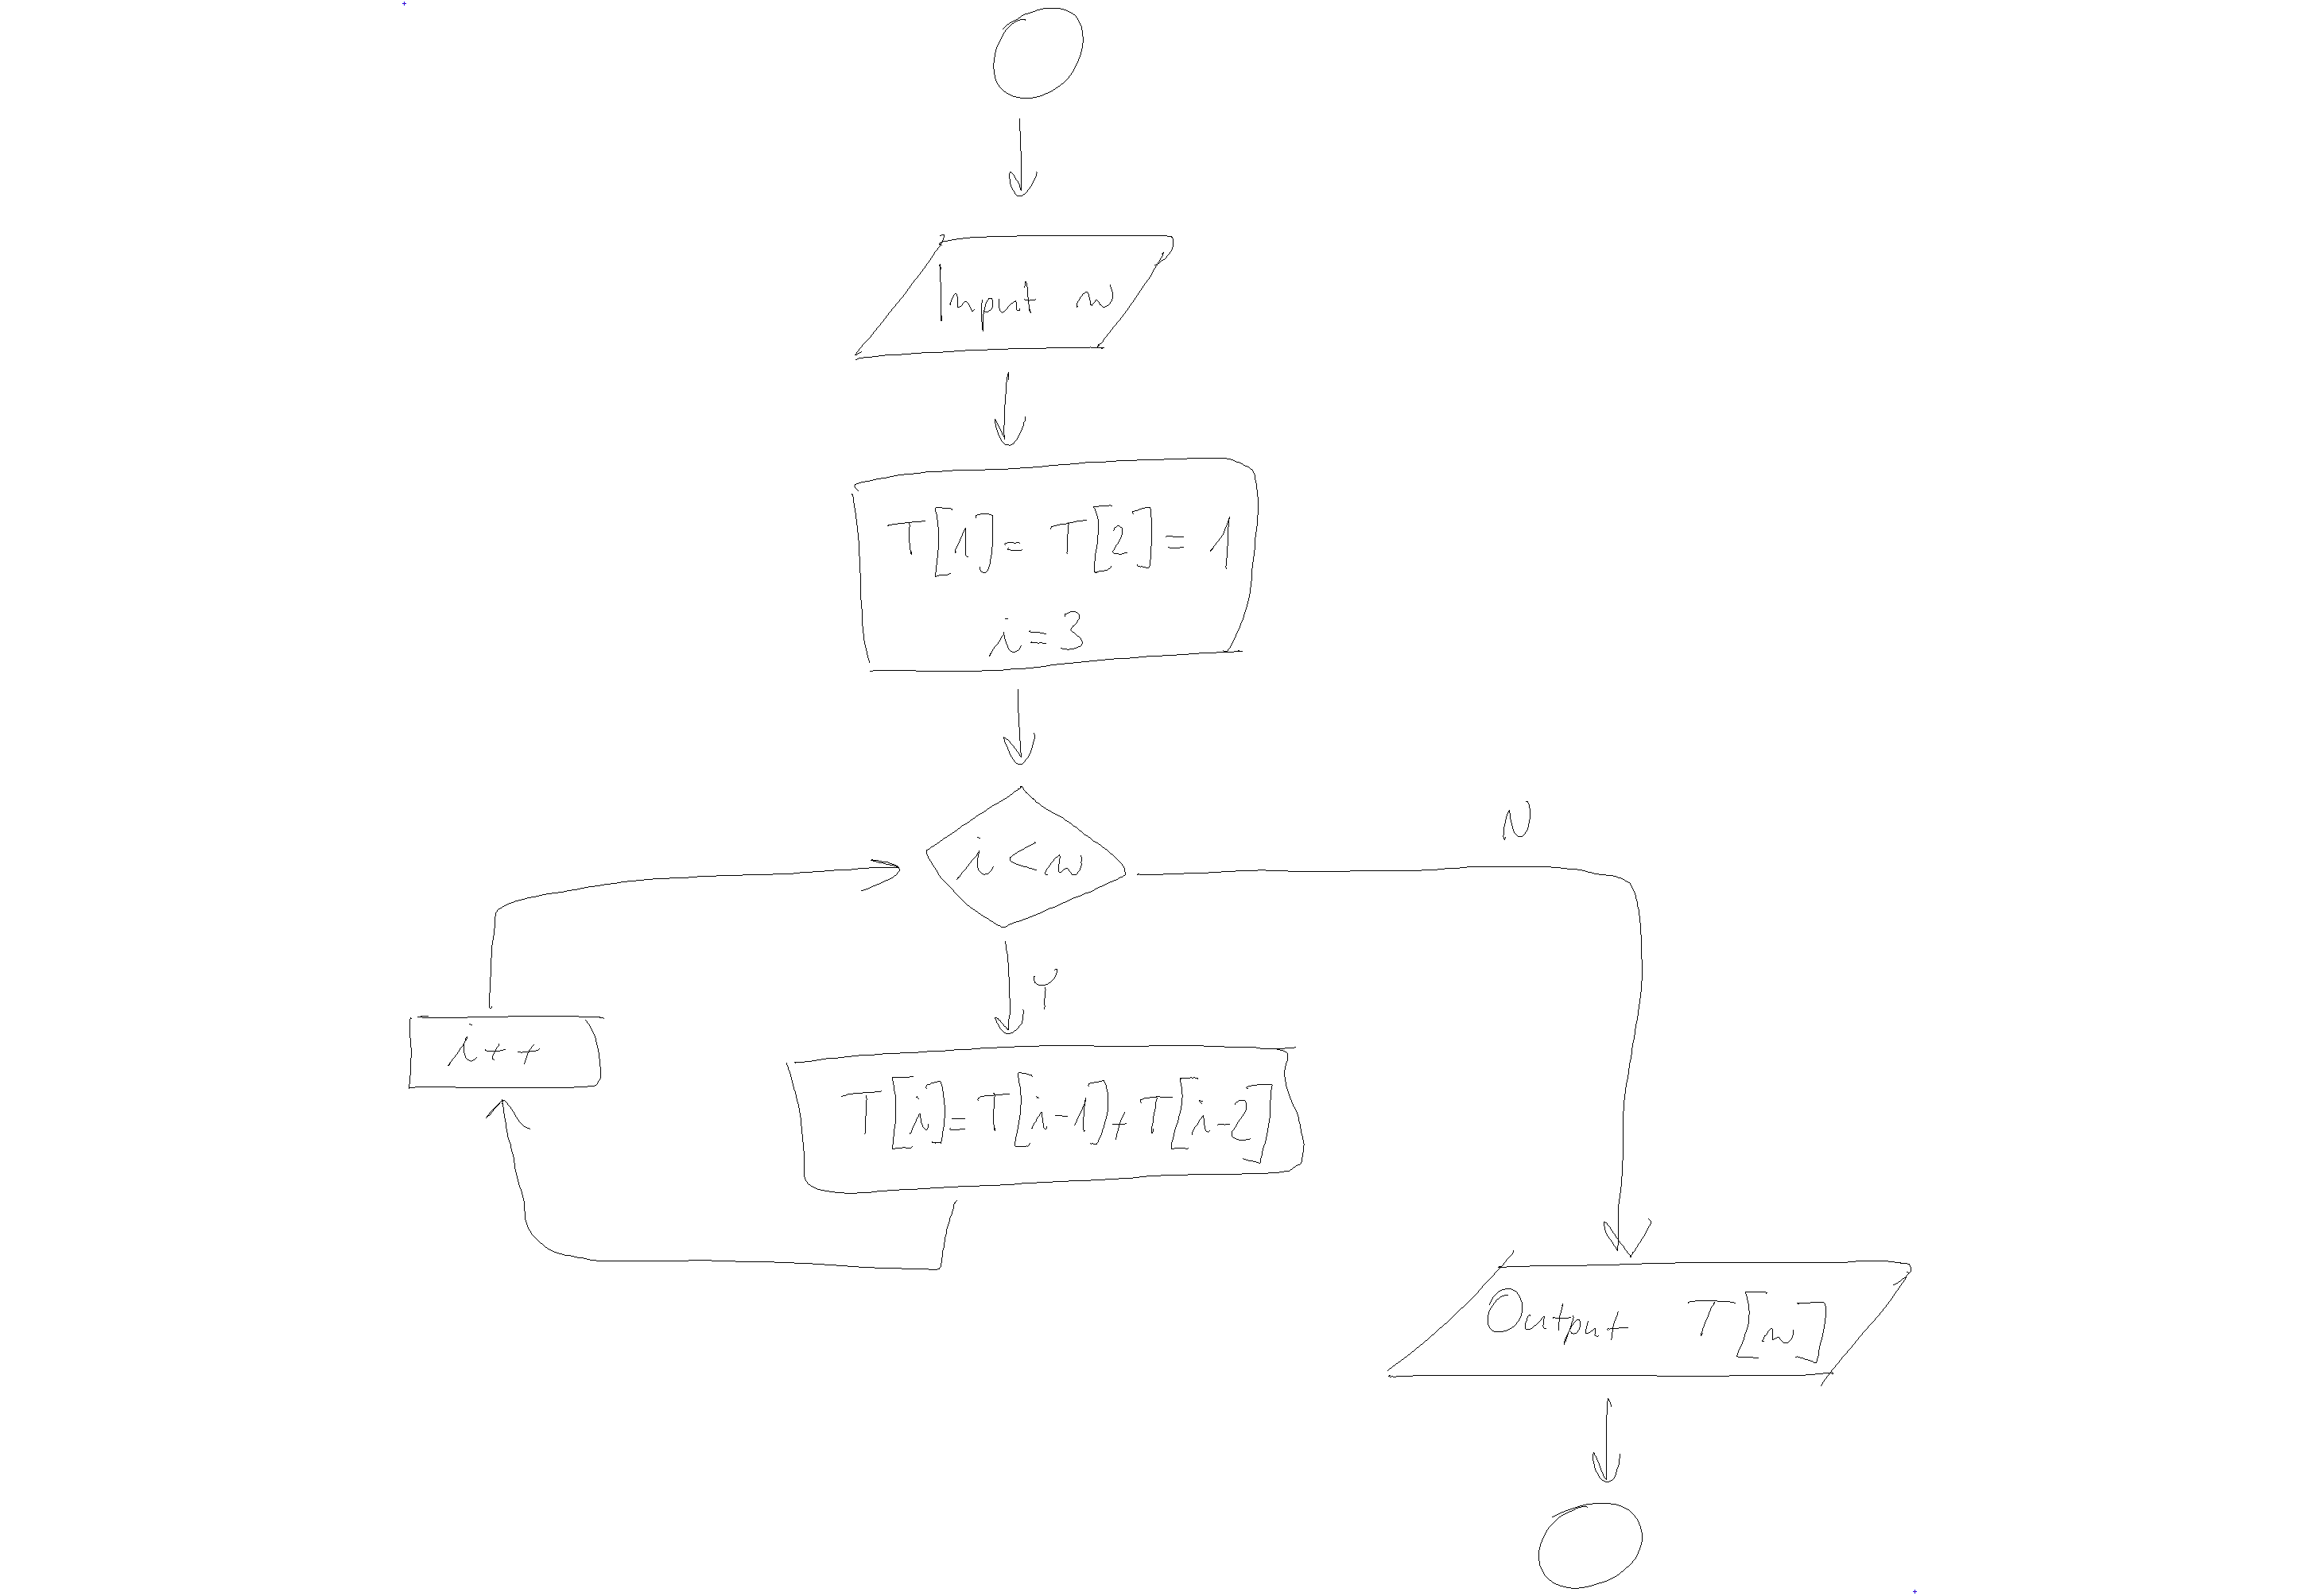 Input n
T[1]= T[2]=1
i=3
i<n
N
Y
i++
T[i]=T[i-1]+T[i-2]
Output T[n]